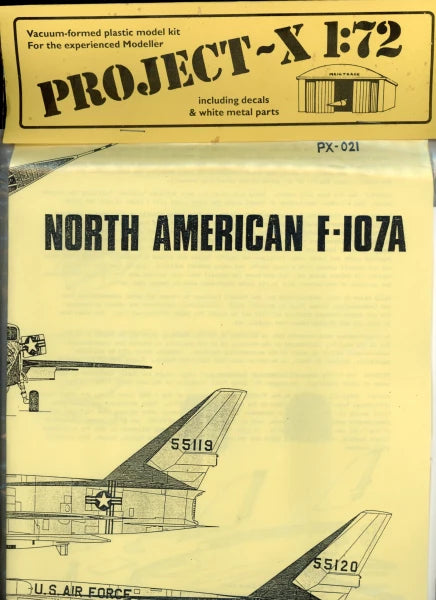 Vacuum-formed plastic model kit
For the experienced Modeller
PROJECT~X 1:72
including decals
& white metal parts
PX-021
NORTH AMERICAN F-107A
55119
55120
U.S. AIR FORCE